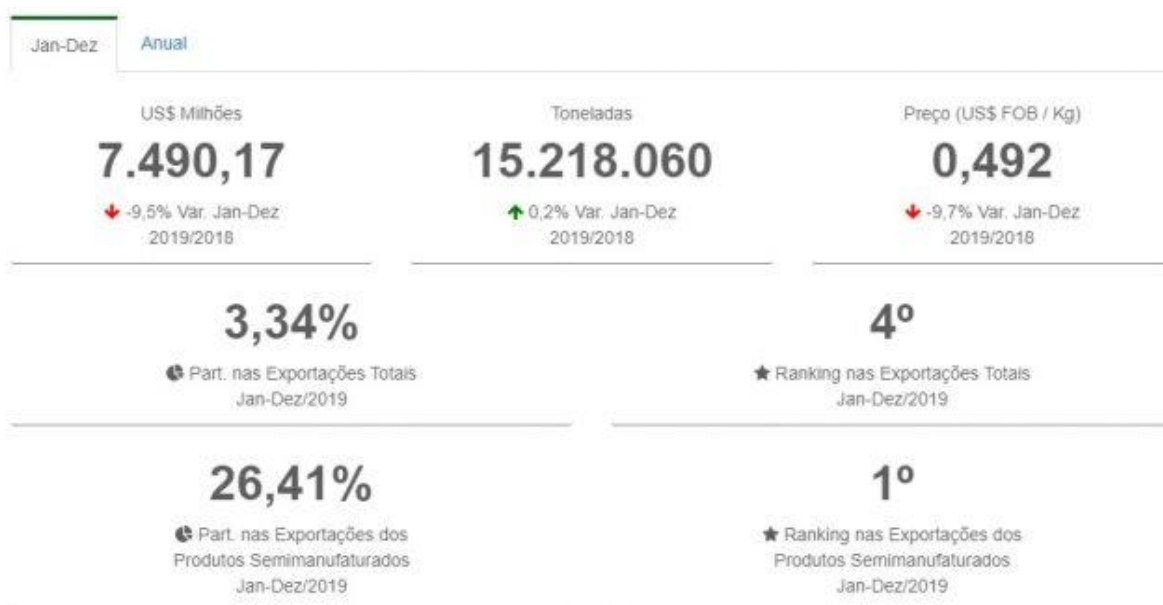 Jan-Dez
Anual
US$ Milhões
Toneladas
Preço (US$ FOB / Kg)
7.490,17
15.218.060
0,492
-9,5% Var. Jan-Dez
2019/2018
0,2% Var. Jan-Dez
2019/2018
-9,7% Var. Jan-Dez
2019/2018
3,34%
Part. nas Exportações Totais
Jan-Dez/2019
4º
Ranking nas Exportações Totais
Jan-Dez/2019
26,41%
Part. nas Exportações dos
Produtos Semimanufaturados
Jan-Dez/2019
1º
Ranking nas Exportações dos
Produtos Semimanufaturados
Jan-Dez/2019